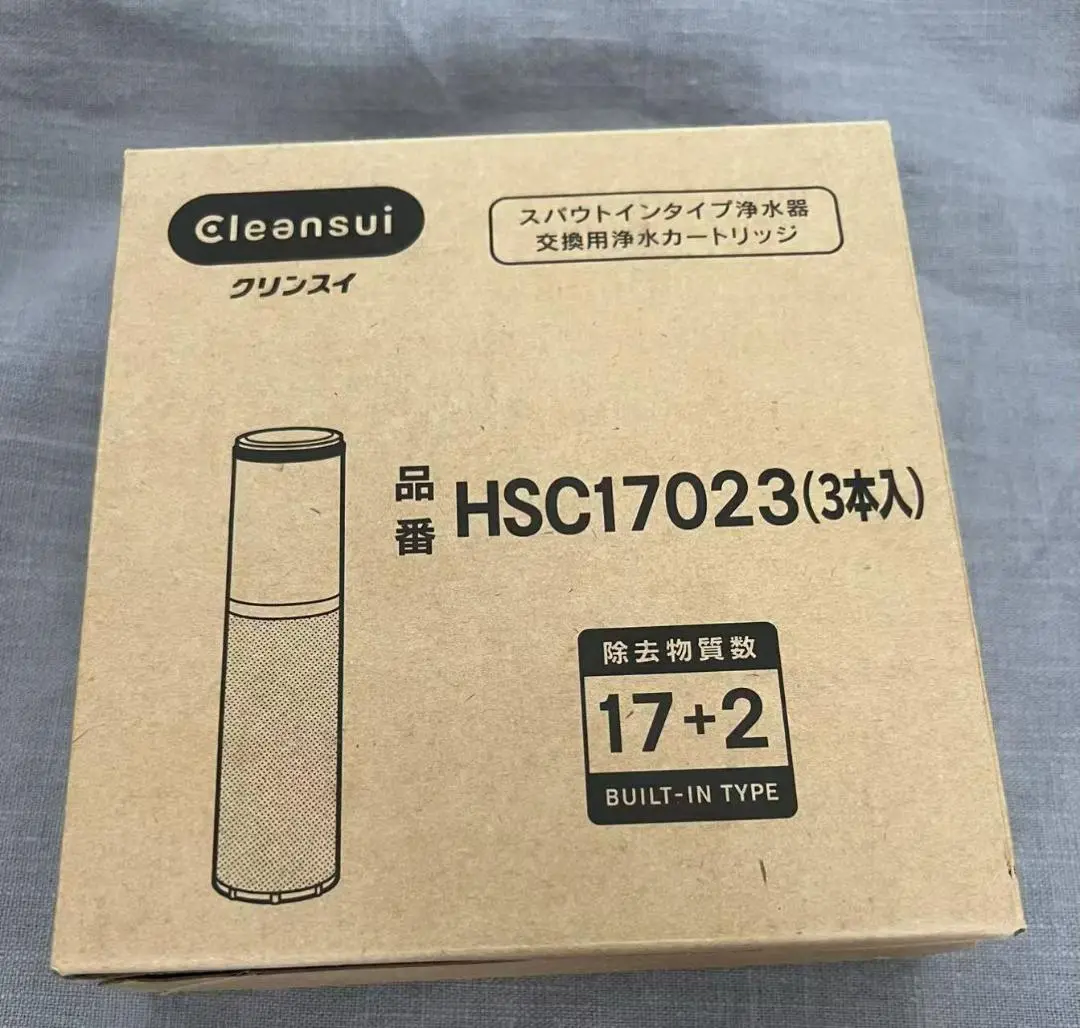 Cleansui
クリンスイ
スパウトインタイプ浄水器
交換用浄水カートリッジ
品番 HSC17023(3本入)
除去物質数
17+2
BUILT-IN TYPE